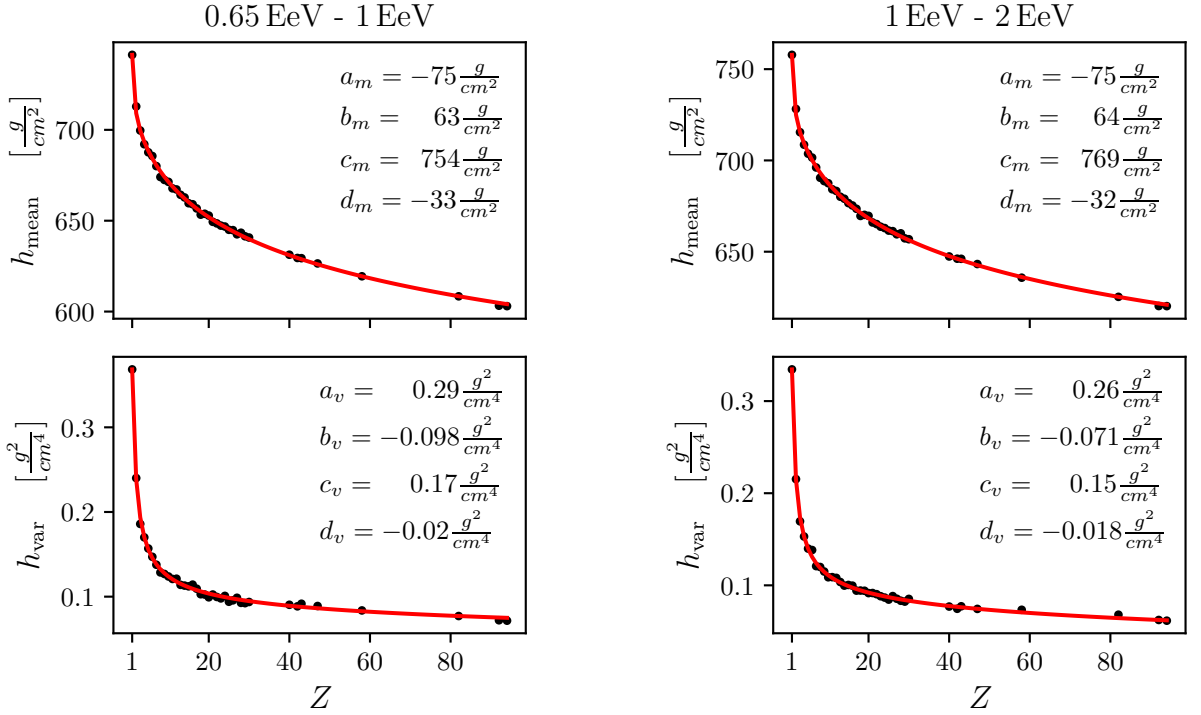 0.65 EeV - 1 EeV
h_mean [g/cm²]
700
650
600
a_m = −75 g/cm²
b_m = 63 g/cm²
c_m = 754 g/cm²
d_m = −33 g/cm²
1 20 40 60 80
1 EeV - 2 EeV
h_mean [g/cm²]
750
700
650
a_m = −75 g/cm²
b_m = 64 g/cm²
c_m = 769 g/cm²
d_m = −32 g/cm²
h_var [g²/cm⁴]
0.3
0.2
0.1
a_v = 0.29 g²/cm⁴
b_v = −0.098 g²/cm⁴
c_v = 0.17 g²/cm⁴
d_v = −0.02 g²/cm⁴
1 20 40 60 80
Z
h_var [g²/cm⁴]
0.3
0.2
0.1
a_v = 0.26 g²/cm⁴
b_v = −0.071 g²/cm⁴
c_v = 0.15 g²/cm⁴
d_v = −0.018 g²/cm⁴
1 20 40 60 80
Z